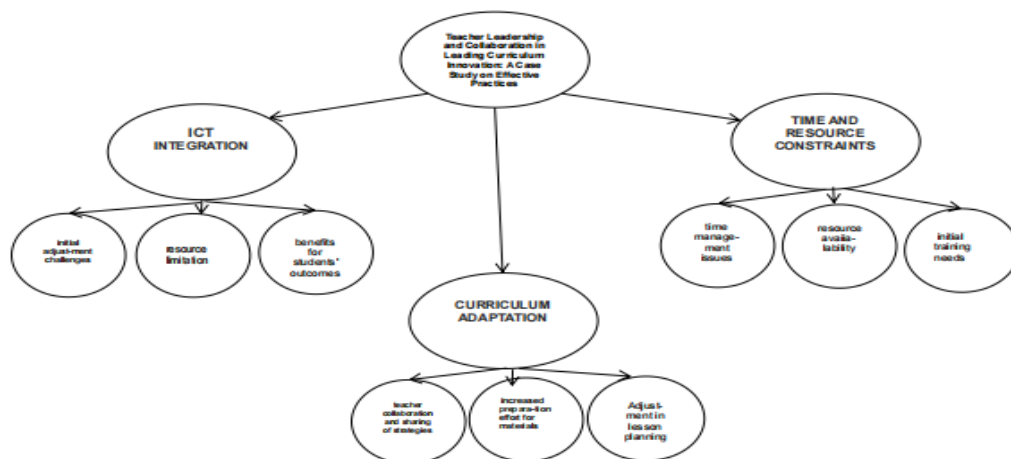 Teacher Leadership
and Collaboration in
Leading Curriculum
Innovation: A Case
Study on Effective
Practices
ICT
INTEGRATION
TIME AND
RESOURCE
CONSTRAINTS
initial
adjust-ment
challenges
resource
limitation
benefits
for
students'
outcomes
time
manage-
ment
issues
resource
availa-
lability
initial
training
needs
CURRICULUM
ADAPTATION
teacher
collaboration
and sharing
of strategies
increased
prepara-tion
effort for
materials
Adjust-
ment in
lesson
planning